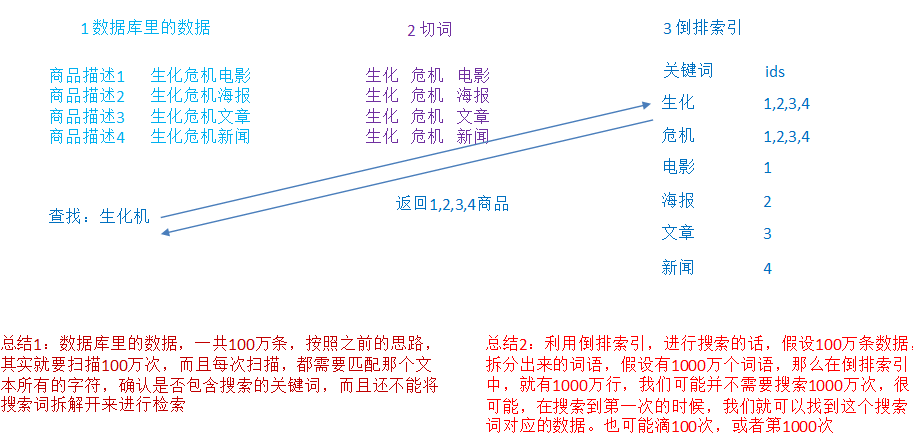 1 数据库里的数据
2 切词
3 倒排索引
商品描述1 生化危机电影
商品描述2 生化危机海报
商品描述3 生化危机文章
商品描述4 生化危机新闻
生化 危机 电影
生化 危机 海报
生化 危机 文章
生化 危机 新闻
关键词 ids
生化 1,2,3,4
危机 1,2,3,4
电影 1
海报 2
文章 3
新闻 4
查找：生化机
返回1,2,3,4商品
总结1：数据库里的数据，一共100万条，按照之前的思路，
其实就要扫描100万次，而且每次扫描，都需要匹配那个文
本所有的字符，确认是否包含搜索的关键词，而且还不能将
搜索词拆解开来进行检索
总结2：利用倒排索引，进行搜索的话，假设100万条数据，
拆分出来的词语，假设有1000万个词语，那么在倒排索引
中，就有1000万行，我们可能并不需要搜索1000万次，很
可能，在搜索到第一次的时候，我们就可以找到这个搜索
词对应的数据。也可能滴100次，或者第1000次